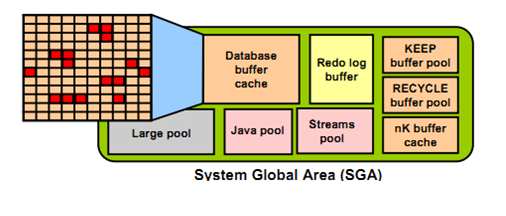 Database
buffer
cache
Redo log
buffer
KEEP
buffer pool
RECYCLE
buffer pool
nK buffer
cache
Large pool
Java pool
Streams
pool
System Global Area (SGA)